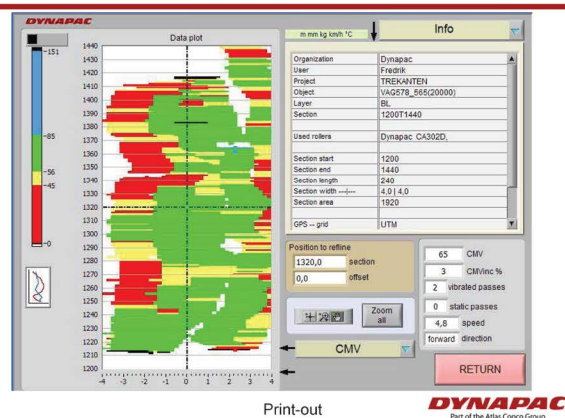 DYNAPAC
Data plot
151
85
56
45
0
1440
1430
1420
1410
1400
1390
1380
1370
1360
1350
1340
1330
1320
1310
1300
1290
1280
1270
1260
1250
1240
1230
1220
1210
1200
-4 -3 -2 -1 0 1 2 3 4
m mm kg km/h °C
Info
Organization Dynapac
User Fredrik
Project TREKANTEN
Object VAG578_565(20000)
Layer BL
Section 1200T1440
Used rollers Dynapac CA302D,
Section start 1200
Section end 1440
Section length 240
Section width ---|--- 4,0 | 4,0
Section area 1920
GPS -- grid UTM
Position to refline
1320,0 section
0,0 offset
Zoom all
CMV
65 CMV
3 CMVinc %
2 vibrated passes
0 static passes
4,8 speed
forward direction
RETURN
Print-out
DYNAPAC
Part of the Atlas Copco Group